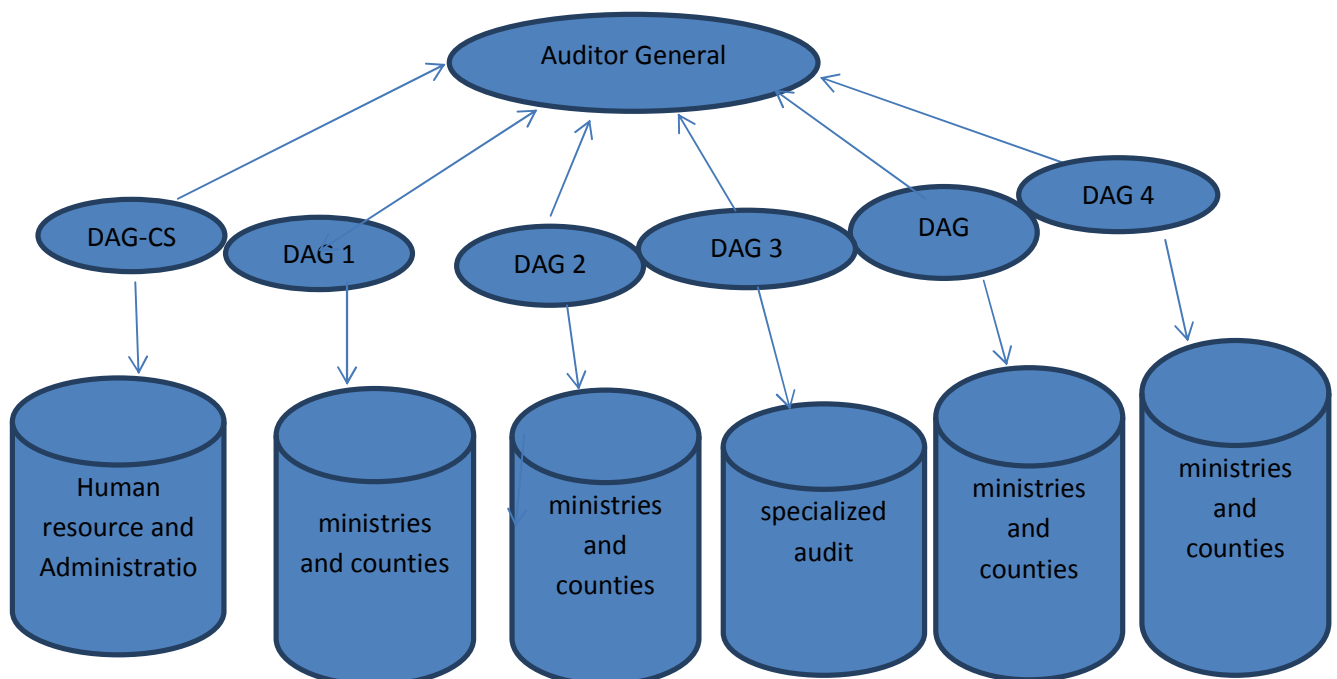 Auditor General
DAG-CS
DAG 1
DAG 2
DAG 3
DAG
DAG 4
Human
resource and
Administratio
ministries
and counties
ministries
and
counties
specialized
audit
ministries
and
counties
ministries
and
counties